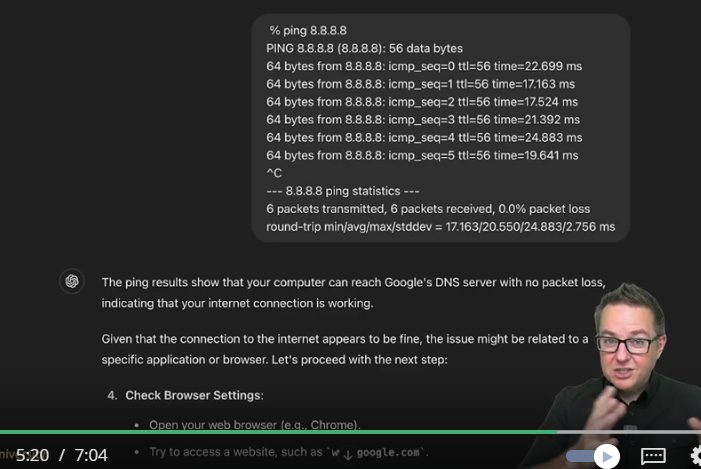 % ping 8.8.8.8
PING 8.8.8.8 (8.8.8.8): 56 data bytes
64 bytes from 8.8.8.8: icmp_seq=0 ttl=56 time=22.699 ms
64 bytes from 8.8.8.8: icmp_seq=1 ttl=56 time=17.163 ms
64 bytes from 8.8.8.8: icmp_seq=2 ttl=56 time=17.524 ms
64 bytes from 8.8.8.8: icmp_seq=3 ttl=56 time=21.392 ms
64 bytes from 8.8.8.8: icmp_seq=4 ttl=56 time=24.883 ms
64 bytes from 8.8.8.8: icmp_seq=5 ttl=56 time=19.641 ms
^C
--- 8.8.8.8 ping statistics ---
6 packets transmitted, 6 packets received, 0.0% packet loss
round-trip min/avg/max/stddev = 17.163/20.550/24.883/2.756 ms
The ping results show that your computer can reach Google's DNS server with no packet loss,
indicating that your internet connection is working.
Given that the connection to the internet appears to be fine, the issue might be related to a
specific application or browser. Let's proceed with the next step:
4. Check Browser Settings:
• Open your web browser (e.g., Chrome).
• Try to access a website, such as `w google.com`.
5:20 / 7:04